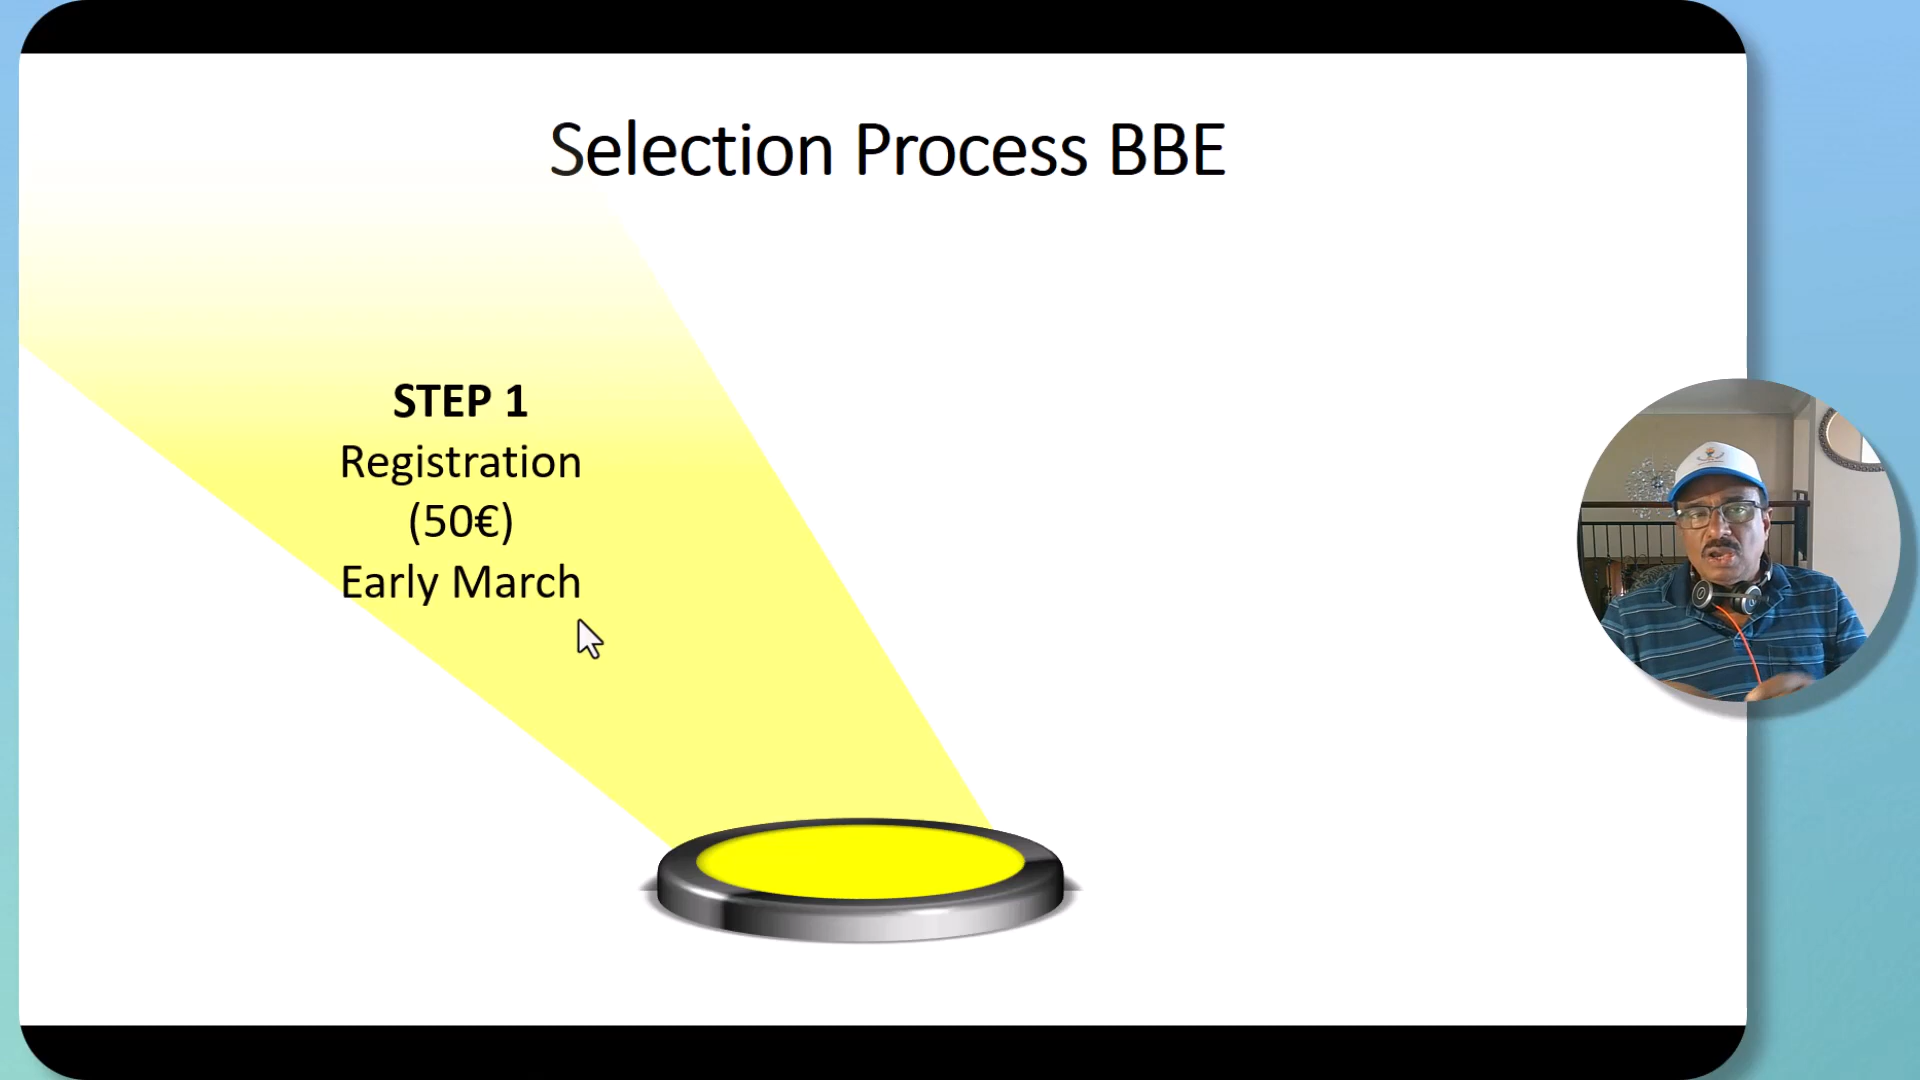 Selection Process BBE
STEP 1
Registration
(50€)
Early March